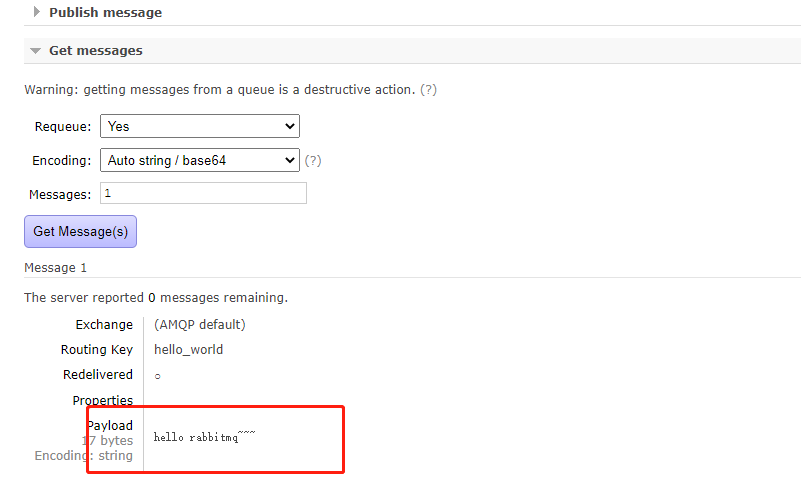 Publish message
Get messages
Warning: getting messages from a queue is a destructive action. (?)
Requeue: Yes
Encoding: Auto string / base64 (?)
Messages: 1
Get Message(s)
Message 1
The server reported 0 messages remaining.
Exchange (AMQP default)
Routing Key hello_world
Redelivered ○
Properties
Payload
17 bytes
Encoding: string
hello rabbitmq~~~